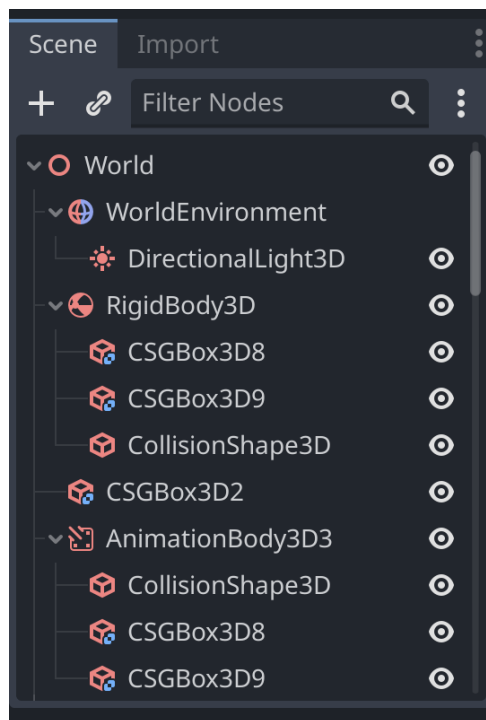 Scene Import
Filter Nodes
World
WorldEnvironment
DirectionalLight3D
RigidBody3D
CSGBox3D8
CSGBox3D9
CollisionShape3D
CSGBox3D2
AnimationBody3D3
CollisionShape3D
CSGBox3D8
CSGBox3D9